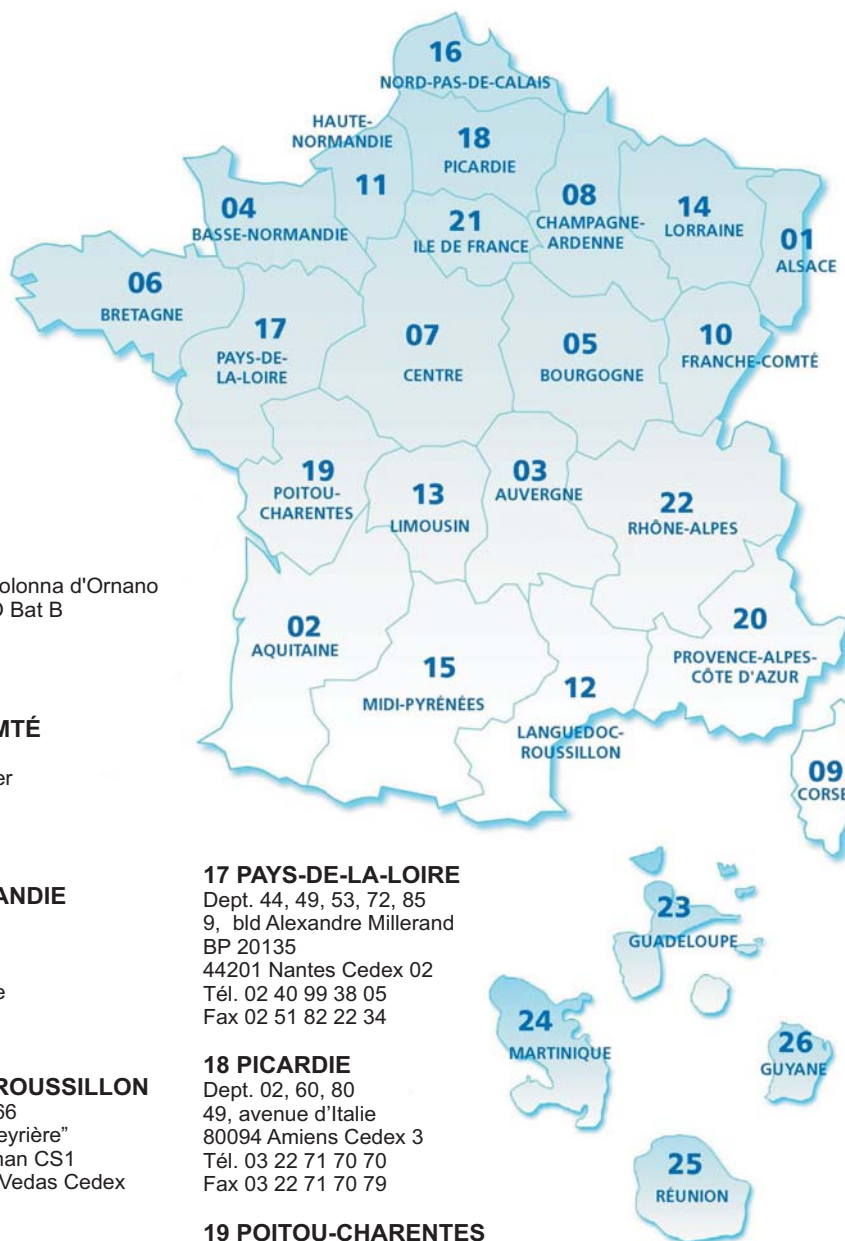 16
NORD-PAS-DE-CALAIS
HAUTE-
NORMANDIE
11
18
PICARDIE
04
BASSE-NORMANDIE
21
ILE DE FRANCE
08
CHAMPAGNE-
ARDENNE
14
LORRAINE
01
ALSACE
06
BRETAGNE
17
PAYS-DE-
LA-LOIRE
07
CENTRE
05
BOURGOGNE
10
FRANCHE-COMTÉ
19
POITOU-
CHARENTES
13
LIMOUSIN
03
AUVERGNE
22
RHÔNE-ALPES
02
AQUITAINE
15
MIDI-PYRÉNÉES
12
LANGUEDOC-
ROUSSILLON
20
PROVENCE-ALPES-
CÔTE D'AZUR
09
CORSE
23
GUADELOUPE
24
MARTINIQUE
26
GUYANE
25
RÉUNION
olonna d'Ornano
Bat B
MTÉ
er
ANDIE
e
ROUSSILLON
66
eyrière”
man CS1
Vedas Cedex
17 PAYS-DE-LA-LOIRE
Dept. 44, 49, 53, 72, 85
9, bld Alexandre Millerand
BP 20135
44201 Nantes Cedex 02
Tél. 02 40 99 38 05
Fax 02 51 82 22 34
18 PICARDIE
Dept. 02, 60, 80
49, avenue d’Italie
80094 Amiens Cedex 3
Tél. 03 22 71 70 70
Fax 03 22 71 70 79
19 POITOU-CHARENTES